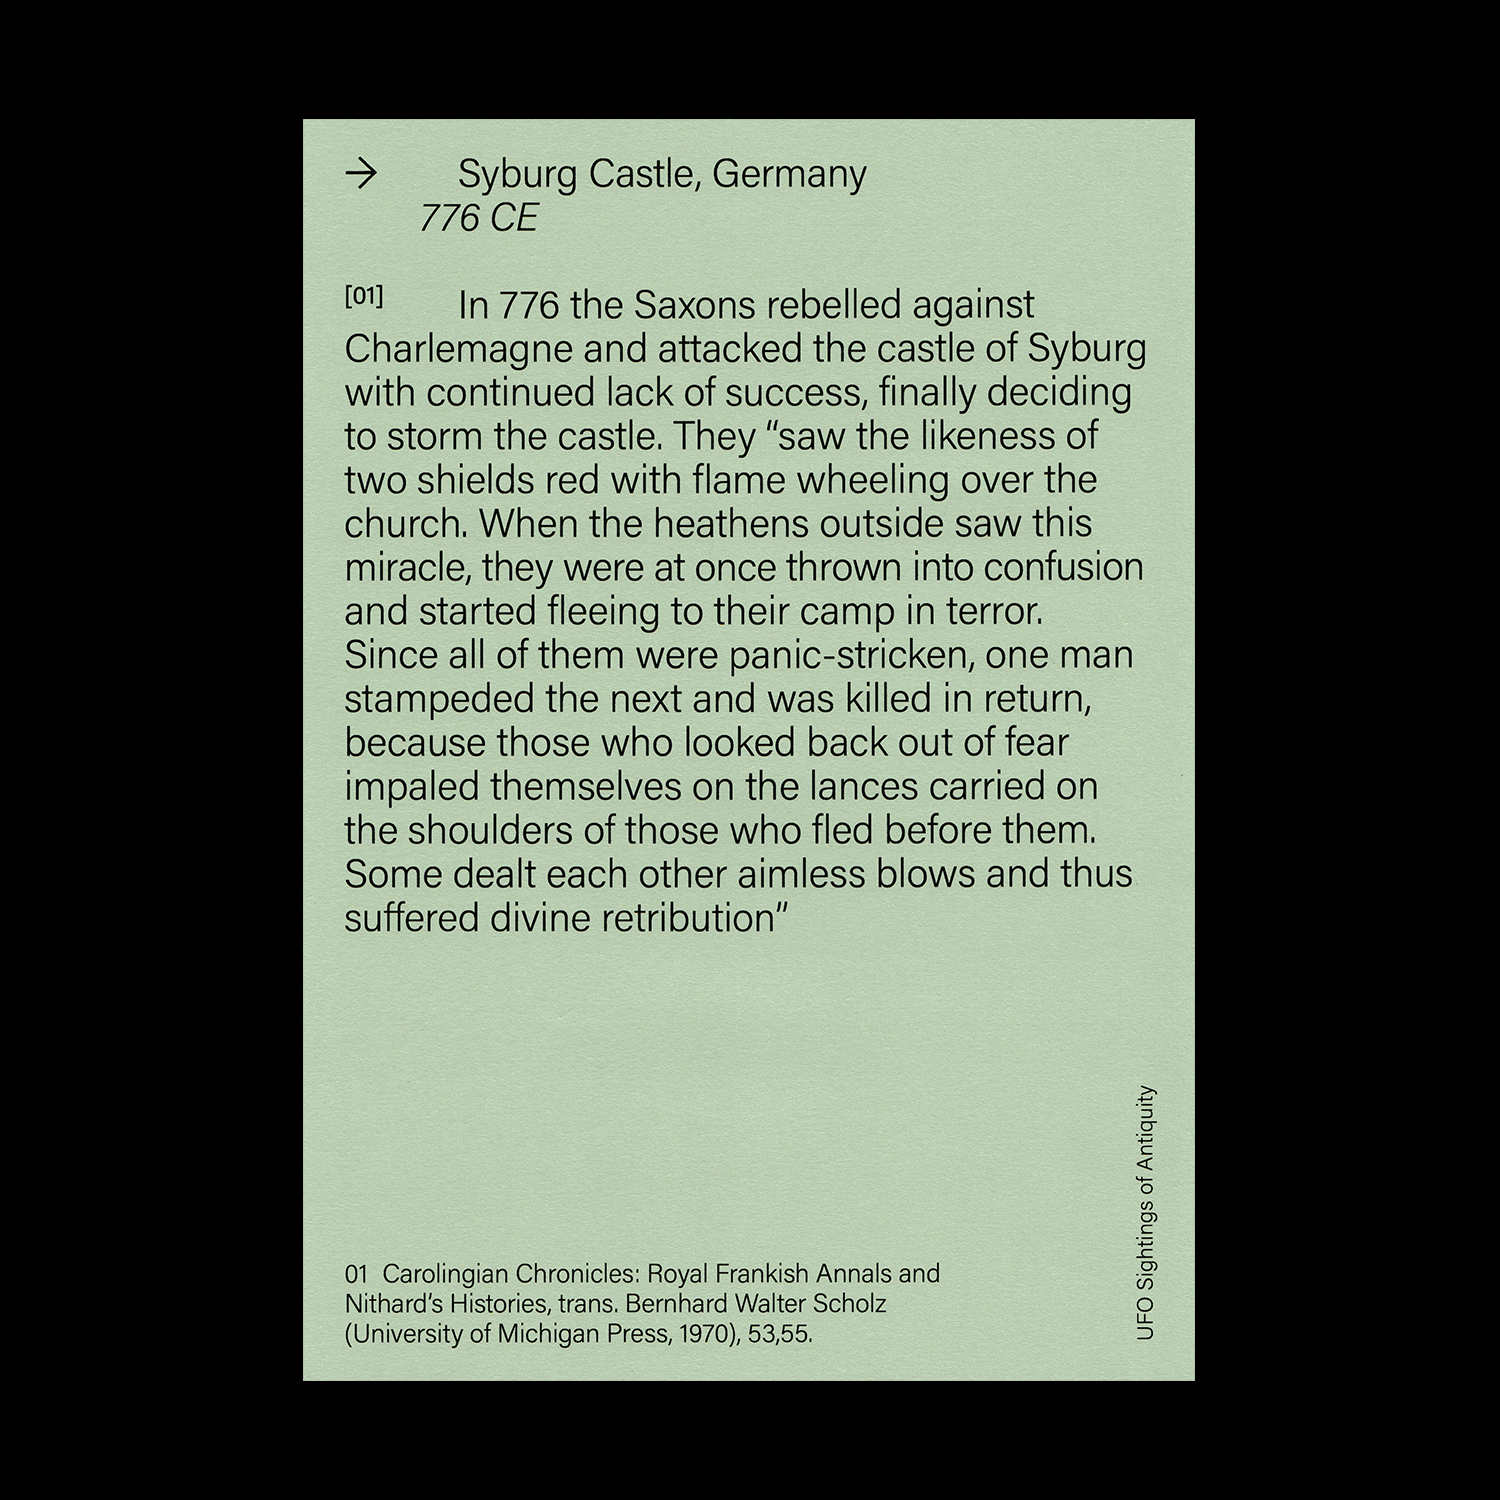 → Syburg Castle, Germany
776 CE
[01] In 776 the Saxons rebelled against
Charlemagne and attacked the castle of Syburg
with continued lack of success, finally deciding
to storm the castle. They “saw the likeness of
two shields red with flame wheeling over the
church. When the heathens outside saw this
miracle, they were at once thrown into confusion
and started fleeing to their camp in terror.
Since all of them were panic-stricken, one man
stampeded the next and was killed in return,
because those who looked back out of fear
impaled themselves on the lances carried on
the shoulders of those who fled before them.
Some dealt each other aimless blows and thus
suffered divine retribution”
01 Carolingian Chronicles: Royal Frankish Annals and
Nithard’s Histories, trans. Bernhard Walter Scholz
(University of Michigan Press, 1970), 53,55.
UFO Sightings of Antiquity